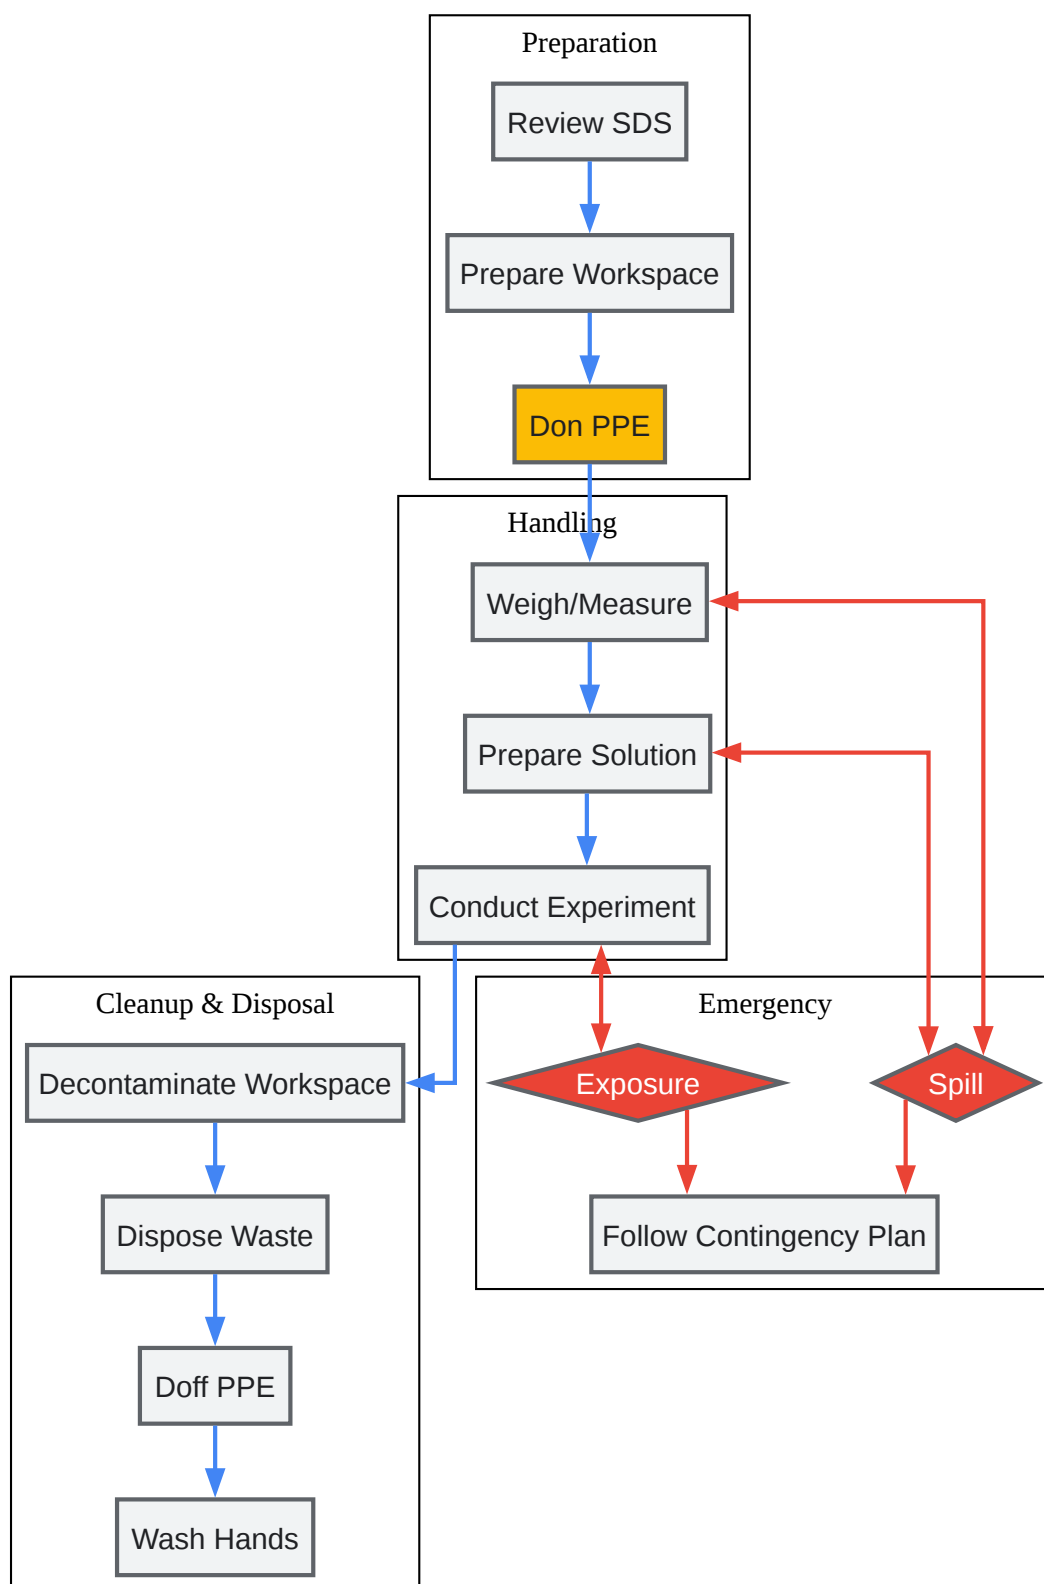 Preparation
Review SDS
Prepare Workspace
Don PPE
Handling
Weigh/Measure
Prepare Solution
Conduct Experiment
Cleanup & Disposal
Decontaminate Workspace
Dispose Waste
Doff PPE
Wash Hands
Emergency
Exposure
Spill
Follow Contingency Plan